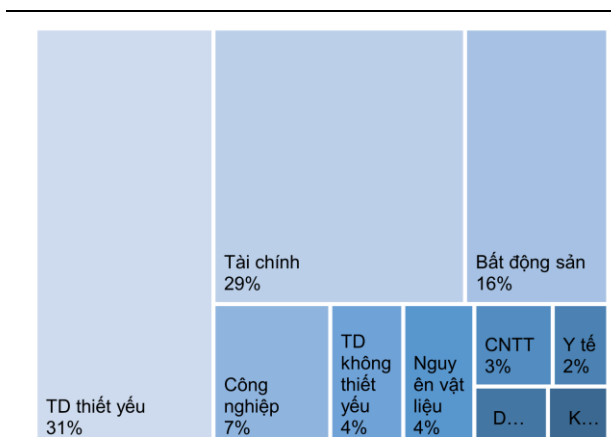 TD thiết yếu
31%
Tài chính
29%
Bất động sản
16%
Công
nghiệp
7%
TD
không
thiết
yếu
4%
Nguy
ên vật
liệu
4%
CNTT
3%
Y tế
2%
D...
K...